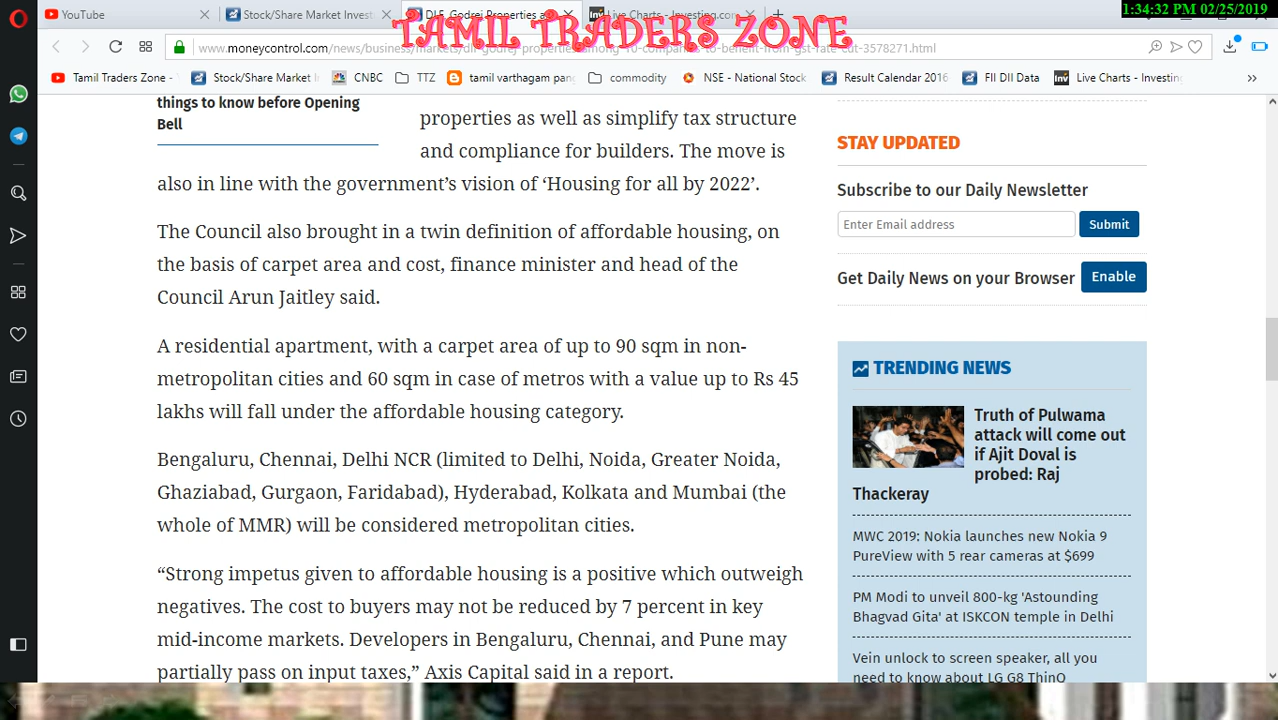 1:34:32 PM 02/25/2019
TAMIL TRADERS ZONE
YouTube
Stock/Share Market Invest
DLF, Godrej Properties a
Live Charts - Investing.com
www.moneycontrol.com/news/business/markets/dlf-godrej-properties-among-10-companies-to-benefit-from-gst-rate-cut-3578271.html
Tamil Traders Zone -
Stock/Share Market I
CNBC
TTZ
tamil varthagam pan
commodity
NSE - National Stock
Result Calendar 2016
FII DII Data
Live Charts - Investin
things to know before Opening
Bell
properties as well as simplify tax structure
and compliance for builders. The move is
also in line with the government’s vision of ‘Housing for all by 2022’.
The Council also brought in a twin definition of affordable housing, on
the basis of carpet area and cost, finance minister and head of the
Council Arun Jaitley said.
A residential apartment, with a carpet area of up to 90 sqm in non-
metropolitan cities and 60 sqm in case of metros with a value up to Rs 45
lakhs will fall under the affordable housing category.
Bengaluru, Chennai, Delhi NCR (limited to Delhi, Noida, Greater Noida,
Ghaziabad, Gurgaon, Faridabad), Hyderabad, Kolkata and Mumbai (the
whole of MMR) will be considered metropolitan cities.
“Strong impetus given to affordable housing is a positive which outweigh
negatives. The cost to buyers may not be reduced by 7 percent in key
mid-income markets. Developers in Bengaluru, Chennai, and Pune may
partially pass on input taxes,” Axis Capital said in a report.
STAY UPDATED
Subscribe to our Daily Newsletter
Enter Email address
Submit
Get Daily News on your Browser
Enable
TRENDING NEWS
Truth of Pulwama
attack will come out
if Ajit Doval is
probed: Raj
Thackeray
MWC 2019: Nokia launches new Nokia 9
PureView with 5 rear cameras at $699
PM Modi to unveil 800-kg 'Astounding
Bhagvad Gita' at ISKCON temple in Delhi
Vein unlock to screen speaker, all you
need to know about LG G8 ThinQ